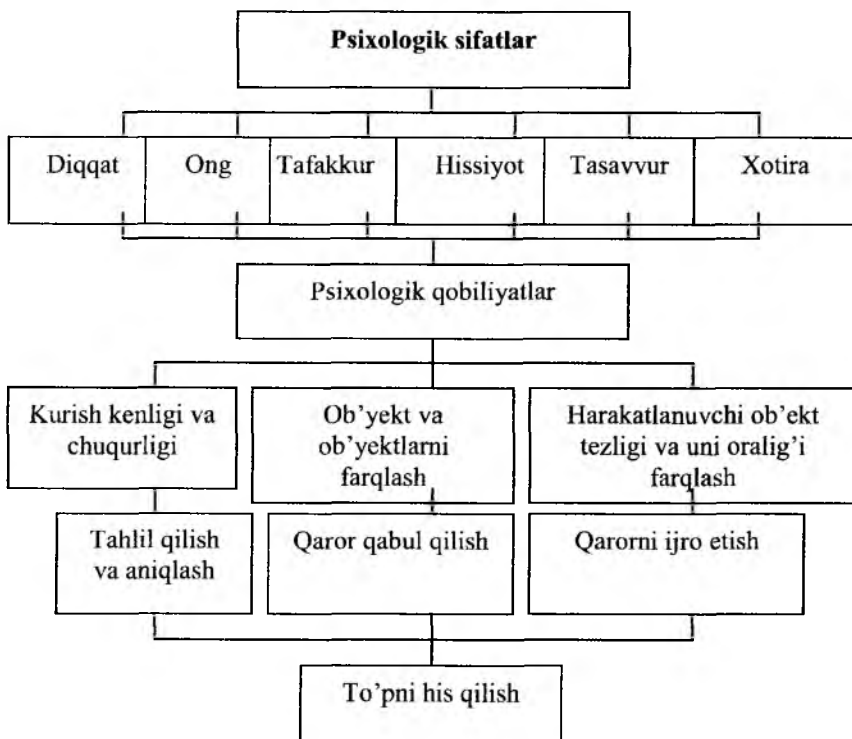 Psixologik sifatlar
Diqqat
Ong
Tafakkur
Hissiyot
Tasavvur
Xotira
Psixologik qobiliyatlar
Kurish kenligi va
chuqurligi
Ob’yekt va
ob’yektlarni
farqlash
Harakatlanuvchi ob’ekt
tezligi va uni oralig’i
farqlash
Tahlil qilish
va aniqlash
Qaror qabul qilish
Qarorni ijro etish
To’pni his qilish